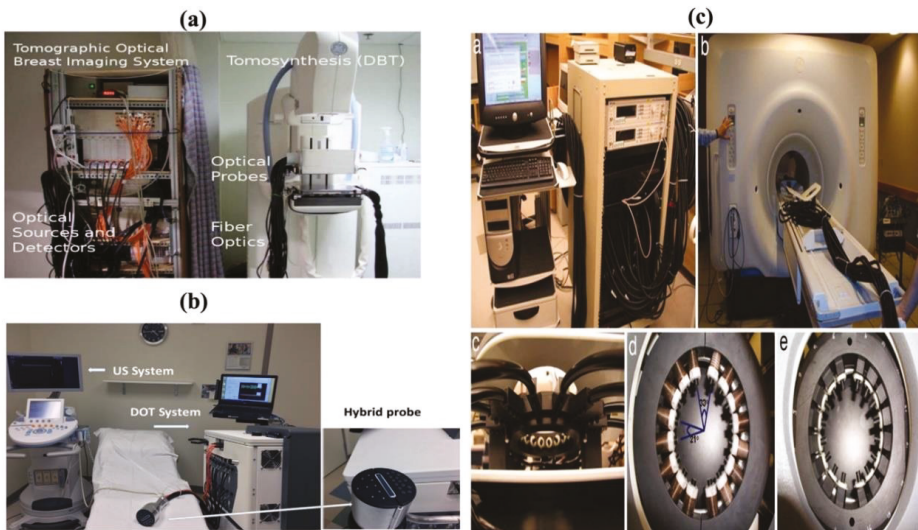 (a)
Tomographic Optical
Breast Imaging System
Tomosynthesis (DBT)
Optical
Probes
Optical
Sources and
Detectors
Fiber
Optics
(b)
US System
DOT System
Hybrid probe
(c)
a
b
c
d
e